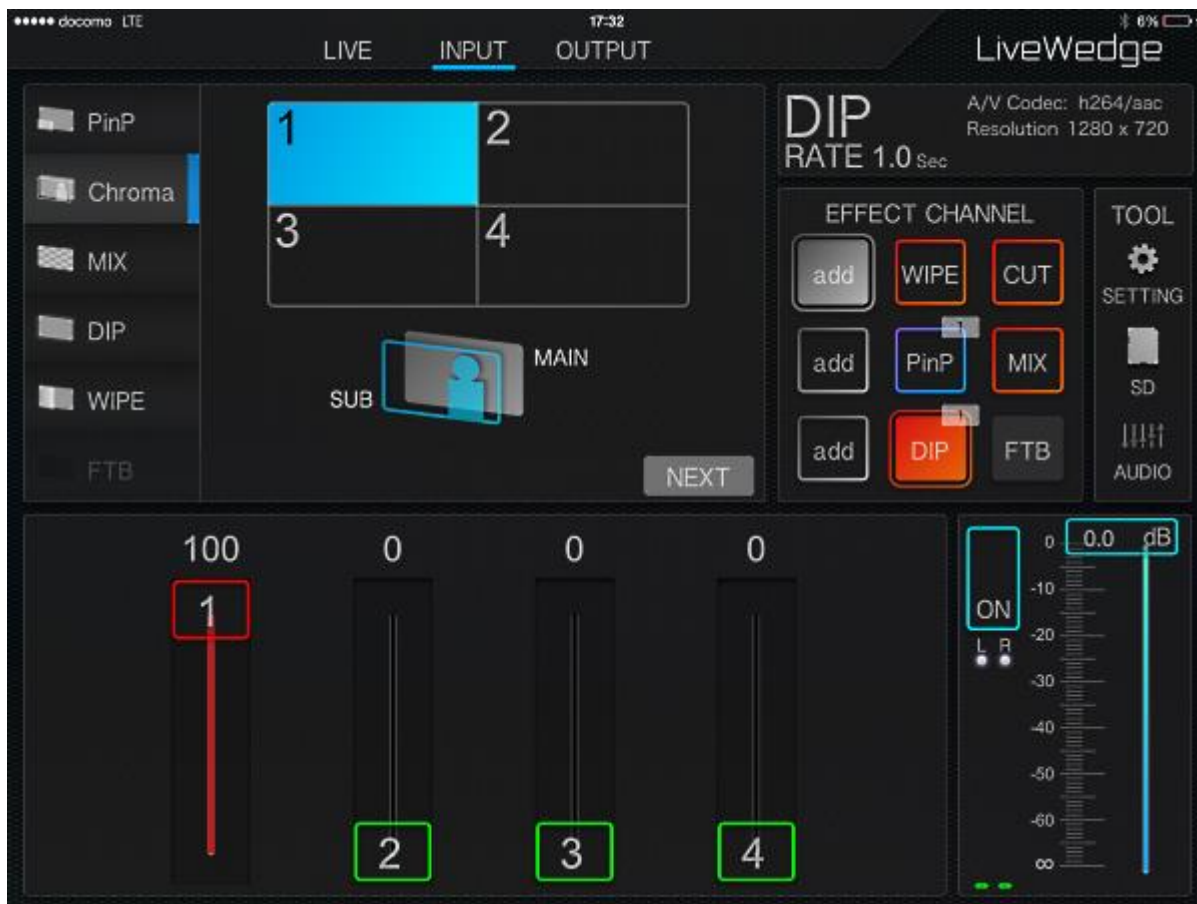 docomo LTE 17:32 6%
LIVE INPUT OUTPUT LiveWedge
PinP
Chroma
MIX
DIP
WIPE
FTB
1 2
3 4
MAIN
SUB
NEXT
DIP
RATE 1.0 Sec
A/V Codec: h264/aac
Resolution 1280 x 720
EFFECT CHANNEL
add WIPE CUT
add PinP MIX
add DIP FTB
TOOL
SETTING
SD
AUDIO
100 0 0 0
1
2 3 4
ON
L R
0.0 dB
0
-10
-20
-30
-40
-50
-60
∞